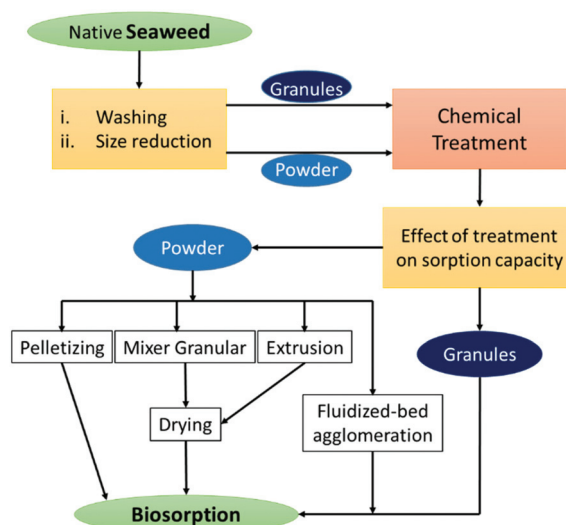 Native Seaweed
i. Washing
ii. Size reduction
Granules
Powder
Chemical
Treatment
Effect of treatment
on sorption capacity
Powder
Granules
Pelletizing
Mixer Granular
Extrusion
Drying
Fluidized-bed
agglomeration
Biosorption